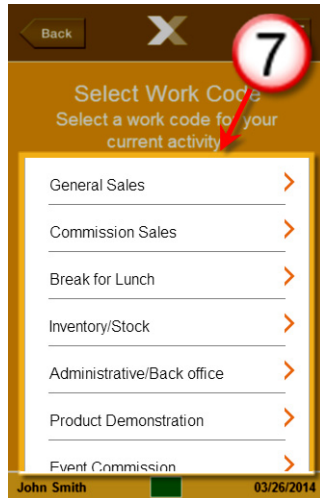 Back
7
Select Work Code
Select a work code for your
current activity
General Sales
Commission Sales
Break for Lunch
Inventory/Stock
Administrative/Back office
Product Demonstration
Event Commission
John Smith
03/26/2014